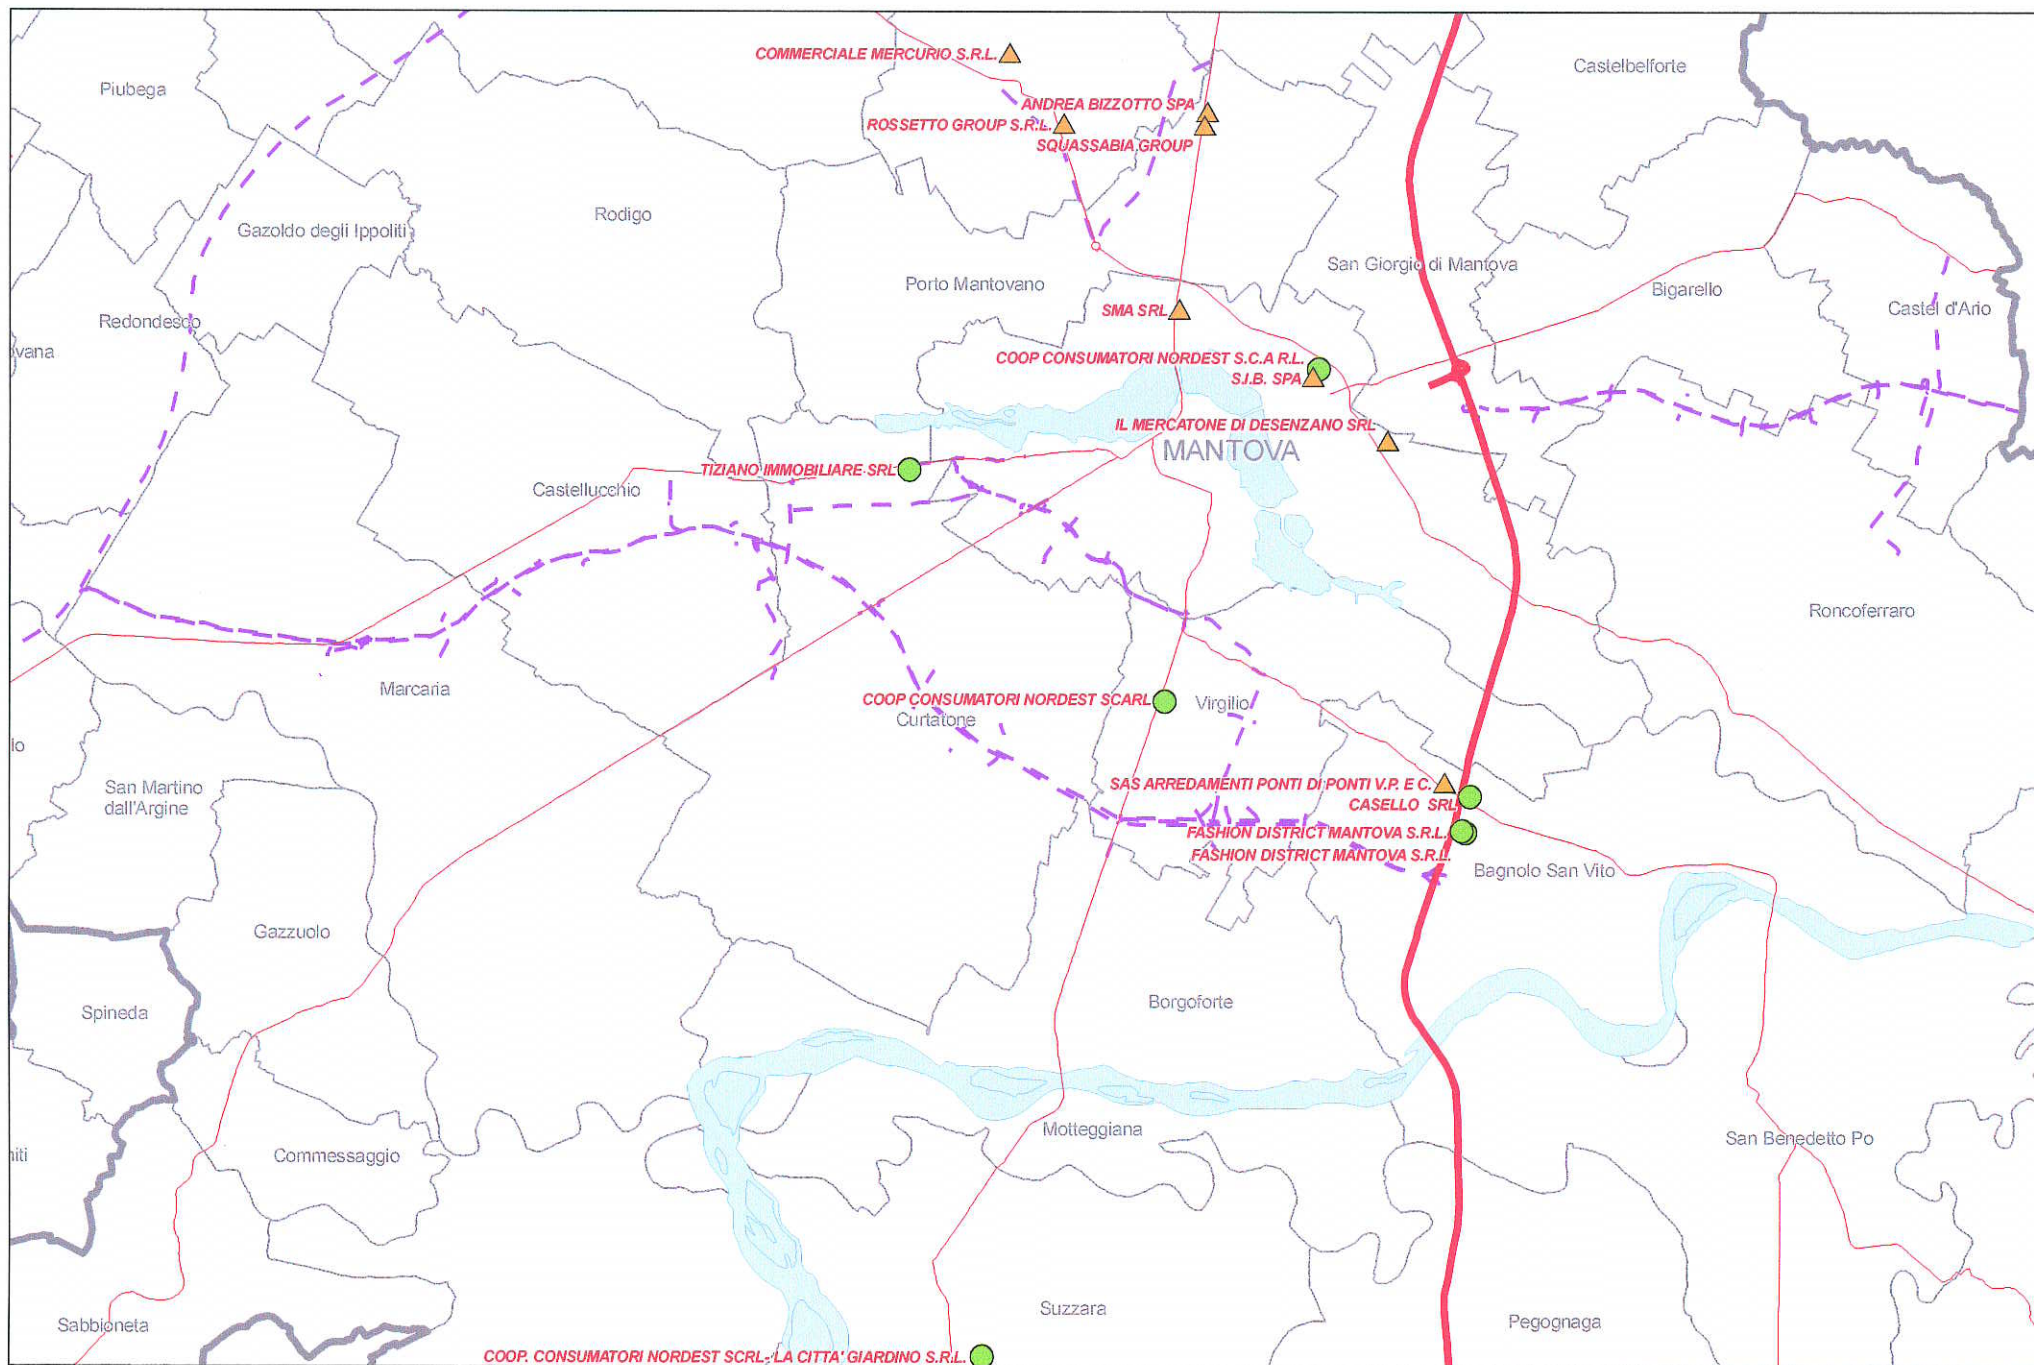 COMMERCIALE MERCURIO S.R.L.
Castelbelforte
Piubega
ANDREA BIZZOTTO SPA
ROSSETTO GROUP S.R.L.
SQUASSABIA GROUP
Rodigo
Gazoldo degli Ippoliti
San Giorgio di Mantova
Porto Mantovano
Bigarello
Castel d'Ario
SMA SRL
Redondesco
ovana
COOP CONSUMATORI NORDEST S.C.A R.L.
S.I.B. SPA
IL MERCATONE DI DESENZANO SRL
MANTOVA
TIZIANO IMMOBILIARE SRL
Castellucchio
Roncoferraro
Marcaria
COOP CONSUMATORI NORDEST SCARL
Virgilio
Curtatone
lo
San Martino
dall'Argine
SAS ARREDAMENTI PONTI DI PONTI V.P. E C.
CASELLO SRL
FASHION DISTRICT MANTOVA S.R.L.
FASHION DISTRICT MANTOVA S.R.L.
Bagnolo San Vito
Gazzuolo
Borgoforte
Spineda
Motteggiana
San Benedetto Po
niti
Commessaggio
Suzzara
Pegognaga
Sabbioneta
COOP. CONSUMATORI NORDEST SCRL- LA CITTA' GIARDINO S.R.L.